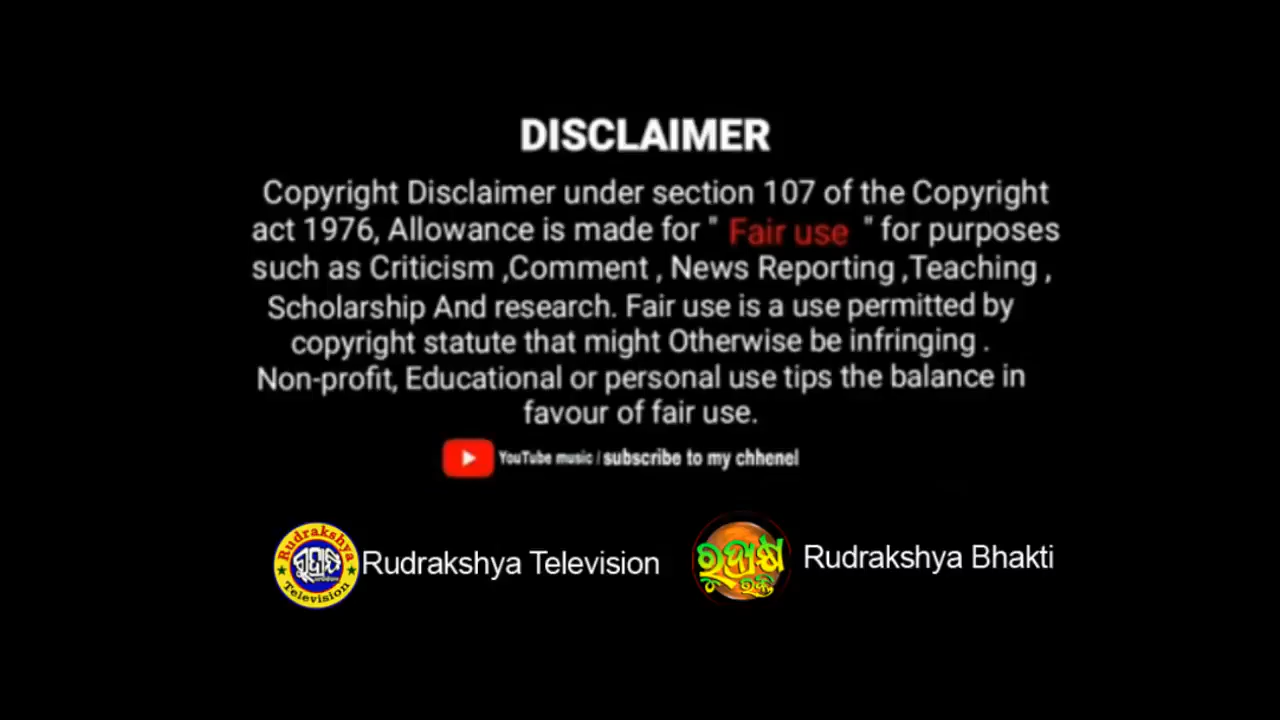 DISCLAIMER
Copyright Disclaimer under section 107 of the Copyright
act 1976, Allowance is made for " Fair use " for purposes
such as Criticism ,Comment , News Reporting ,Teaching ,
Scholarship And research. Fair use is a use permitted by
copyright statute that might Otherwise be infringing .
Non-profit, Educational or personal use tips the balance in
favour of fair use.
YouTube music / subscribe to my chhenel
Rudrakshya
Television
Rudrakshya Television
ରୁଦ୍ରାକ୍ଷ
ଭକ୍ତି
Rudrakshya Bhakti